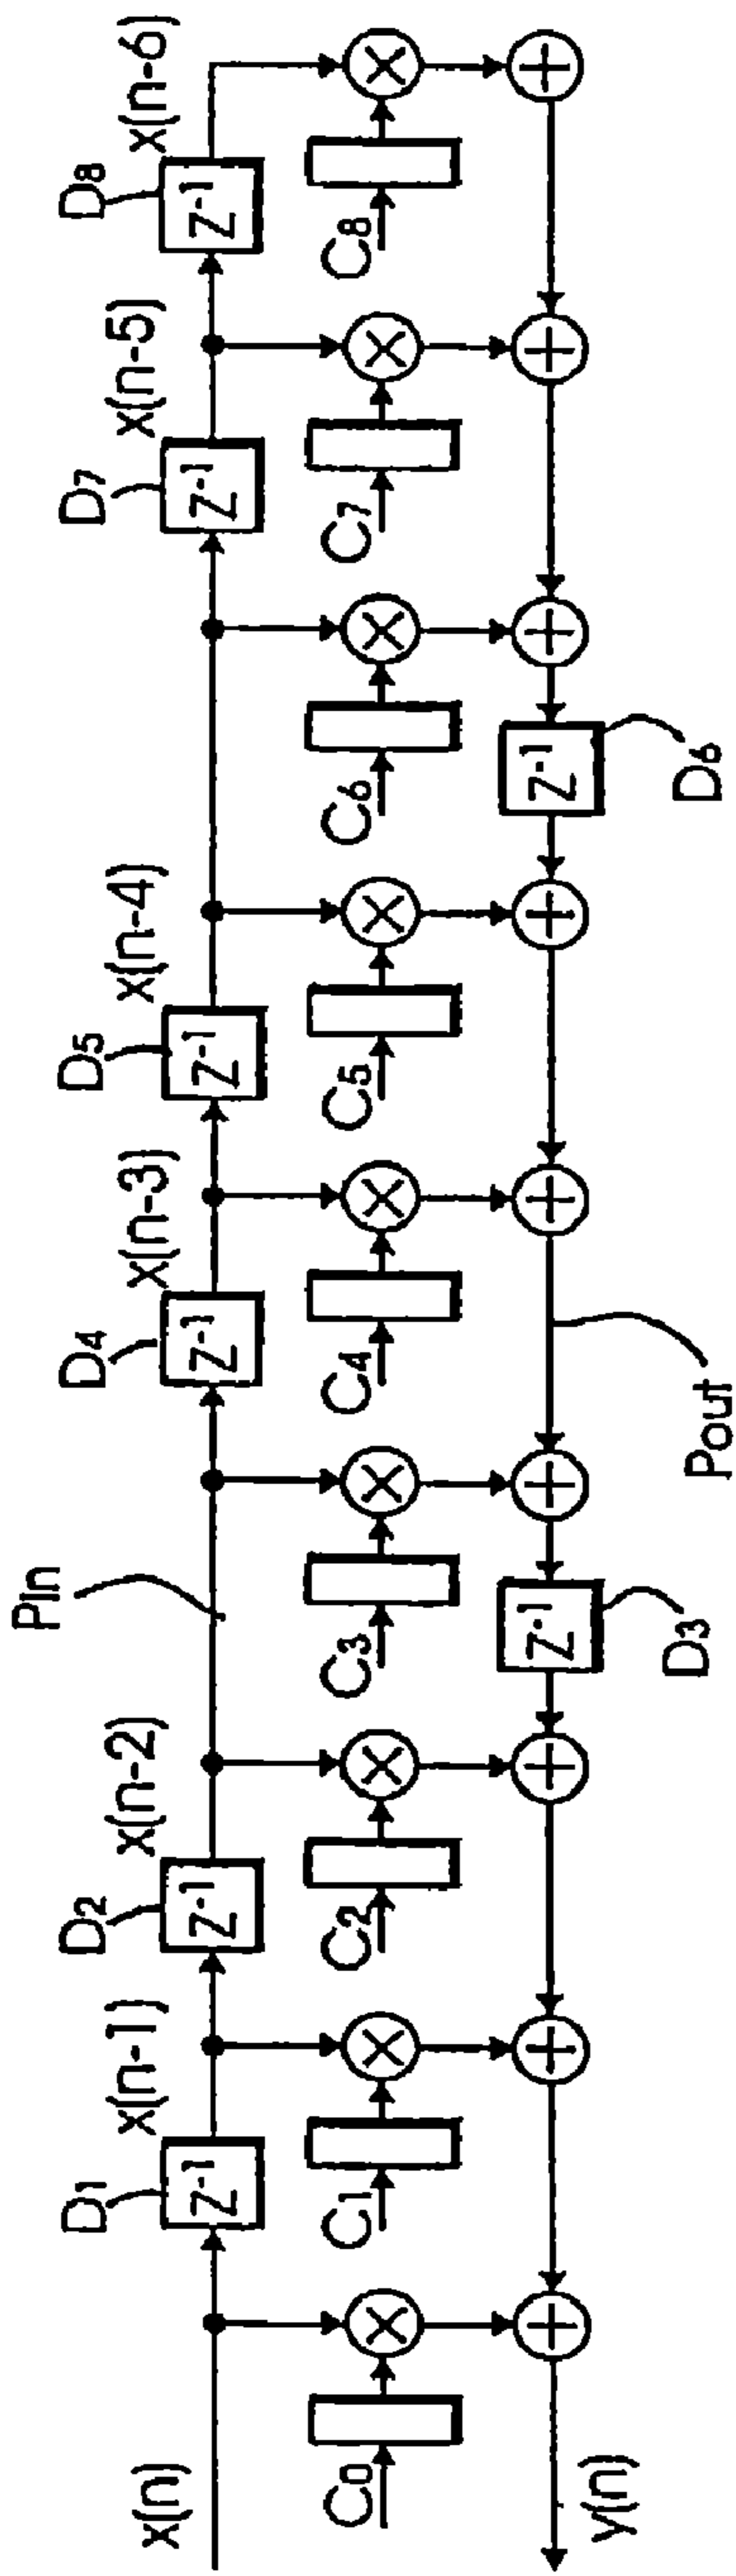 x(n)
x(n-1)
x(n-2)
x(n-3)
x(n-4)
x(n-5)
x(n-6)
Pin
D1
D2
D4
D5
D7
D8
Z-1
Z-1
Z-1
Z-1
Z-1
Z-1
C0
C1
C2
C3
C4
C5
C6
C7
C8
Z-1
Z-1
D3
D6
Pout
y(n)